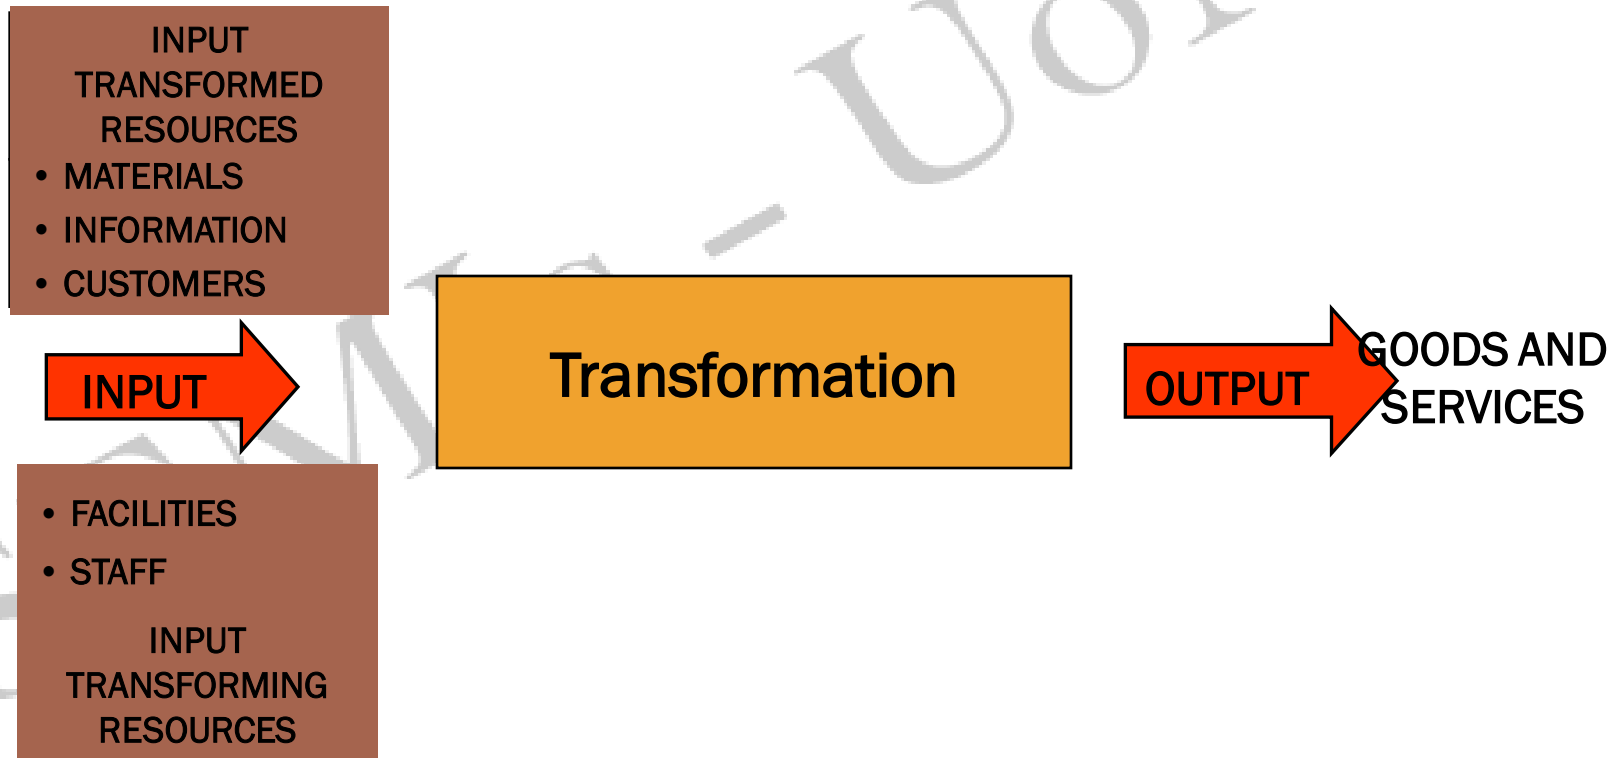 INPUT
TRANSFORMED
RESOURCES
• MATERIALS
• INFORMATION
• CUSTOMERS
INPUT
Transformation
OUTPUT
GOODS AND
SERVICES
• FACILITIES
• STAFF
INPUT
TRANSFORMING
RESOURCES